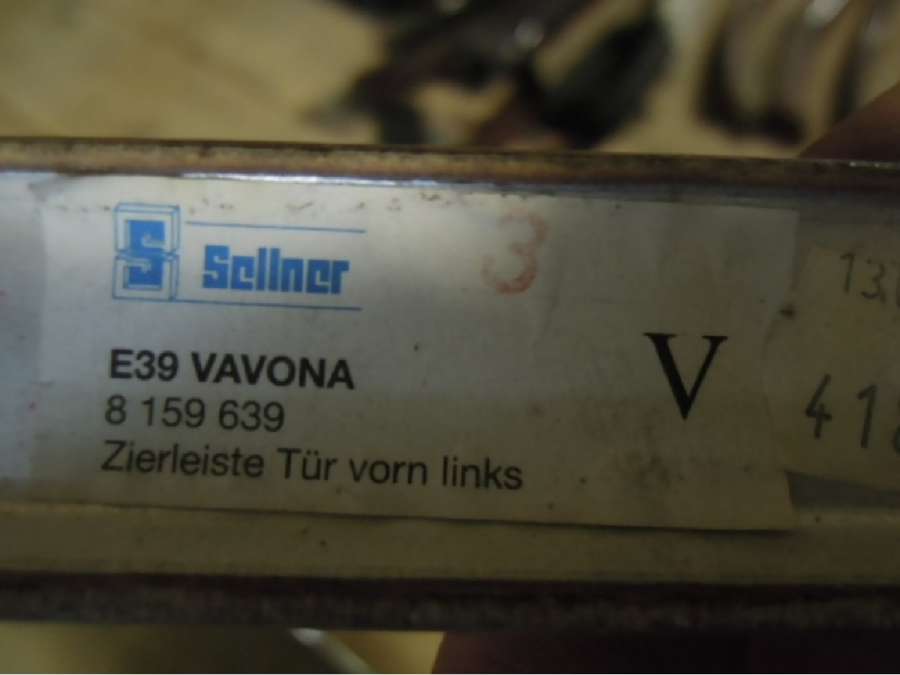 S Sellner
3
E39 VAVONA
8 159 639
Zierleiste Tür vorn links
V